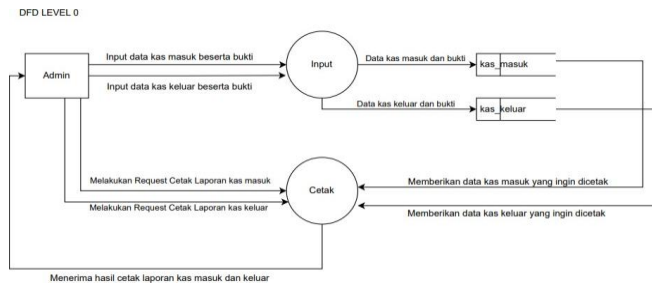 DFD LEVEL 0
Admin
Input data kas masuk beserta bukti
Input data kas keluar beserta bukti
Input
Data kas masuk dan bukti
kas_masuk
Data kas keluar dan bukti
kas_keluar
Melakukan Request Cetak Laporan kas masuk
Melakukan Request Cetak Laporan kas keluar
Cetak
Memberikan data kas masuk yang ingin dicetak
Memberikan data kas keluar yang ingin dicetak
Menerima hasil cetak laporan kas masuk dan keluar